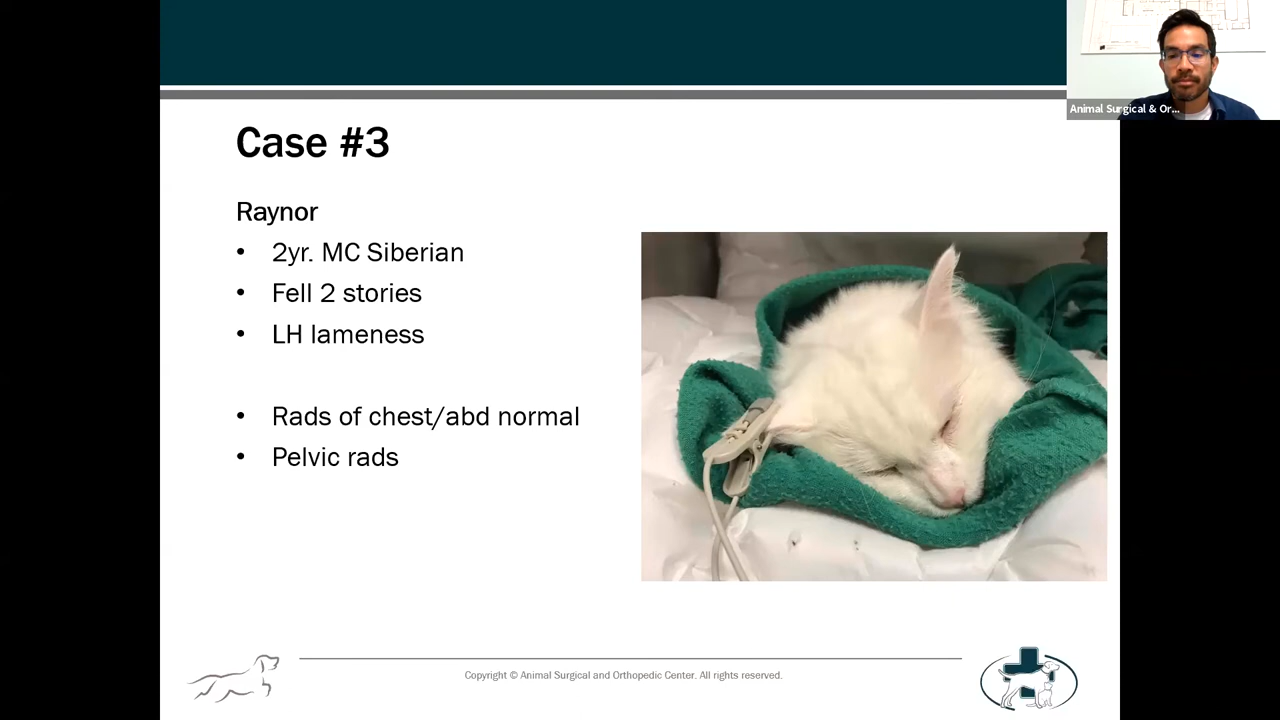 Animal Surgical & Or...
Case #3
Raynor
• 2yr. MC Siberian
• Fell 2 stories
• LH lameness
• Rads of chest/abd normal
• Pelvic rads
Copyright © Animal Surgical and Orthopedic Center. All rights reserved.